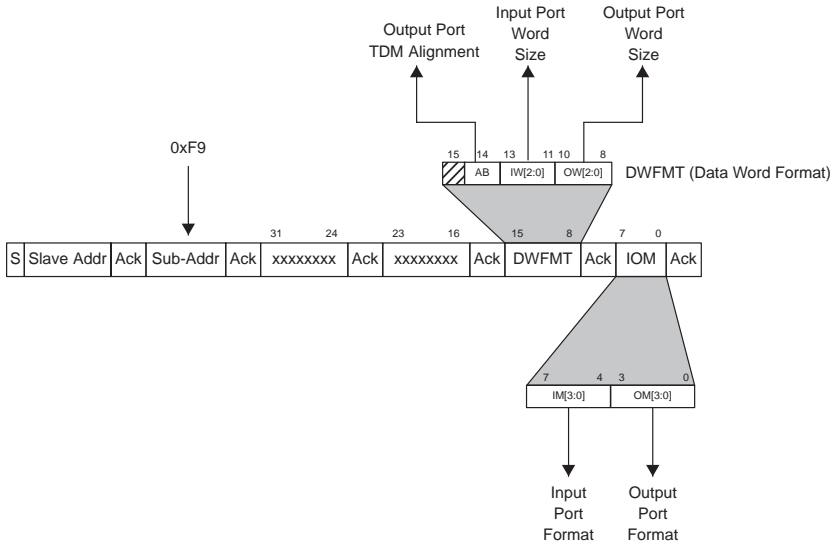 Output Port
TDM Alignment
Input Port
Word
Size
Output Port
Word
Size
0xF9
15 14 13 11 10 8
AB IW[2:0] OW[2:0] DWFMT (Data Word Format)
31 24 23 16 15 8 7 0
S Slave Addr Ack Sub-Addr Ack xxxxxxxx Ack xxxxxxxx Ack DWFMT Ack IOM Ack
7 4 3 0
IM[3:0] OM[3:0]
Input
Port
Format
Output
Port
Format